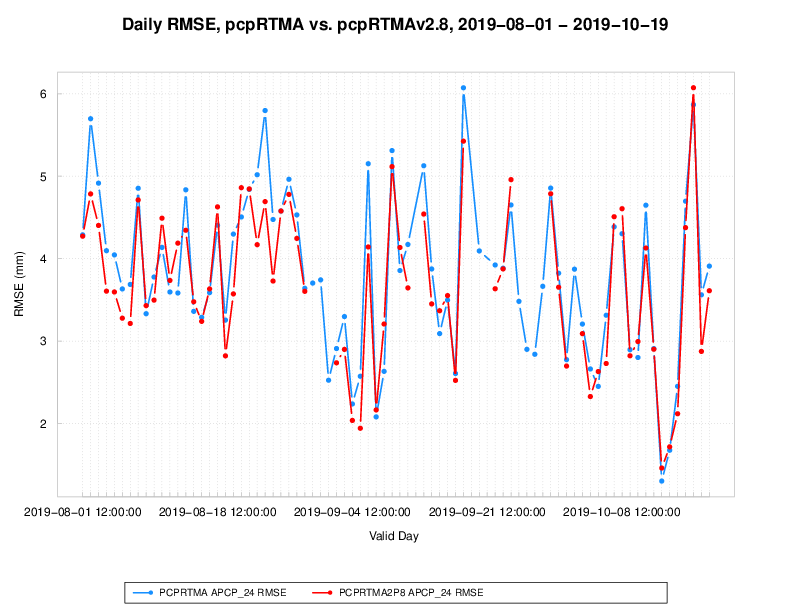 Daily RMSE, pcpRTMA vs. pcpRTMAv2.8, 2019−08−01 − 2019−10−19
6
5
4
3
2
RMSE (mm)
2019−08−01 12:00:00 2019−08−18 12:00:00 2019−09−04 12:00:00 2019−09−21 12:00:00 2019−10−08 12:00:00
Valid Day
PCPRTMA APCP_24 RMSE PCPRTMA2P8 APCP_24 RMSE